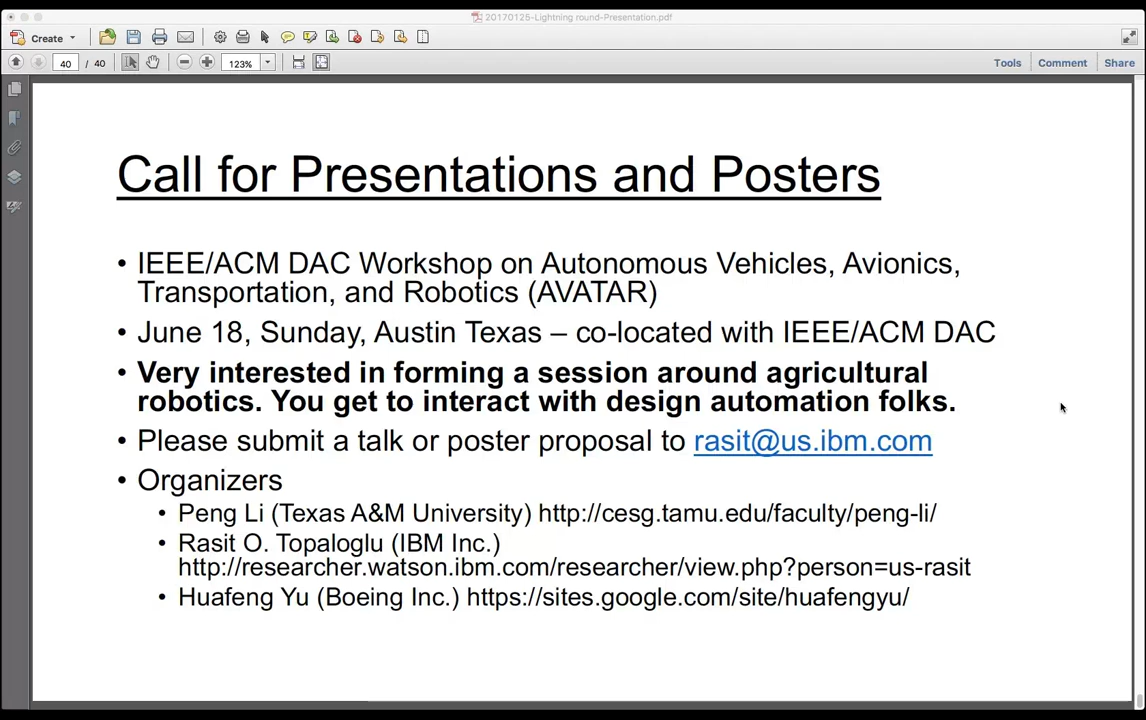 20170125-Lightning round-Presentation.pdf
Create
40 / 40
123%
Tools
Comment
Share
Call for Presentations and Posters
• IEEE/ACM DAC Workshop on Autonomous Vehicles, Avionics,
Transportation, and Robotics (AVATAR)
• June 18, Sunday, Austin Texas – co-located with IEEE/ACM DAC
• Very interested in forming a session around agricultural
robotics. You get to interact with design automation folks.
• Please submit a talk or poster proposal to rasit@us.ibm.com
• Organizers
• Peng Li (Texas A&M University) http://cesg.tamu.edu/faculty/peng-li/
• Rasit O. Topaloglu (IBM Inc.)
http://researcher.watson.ibm.com/researcher/view.php?person=us-rasit
• Huafeng Yu (Boeing Inc.) https://sites.google.com/site/huafengyu/